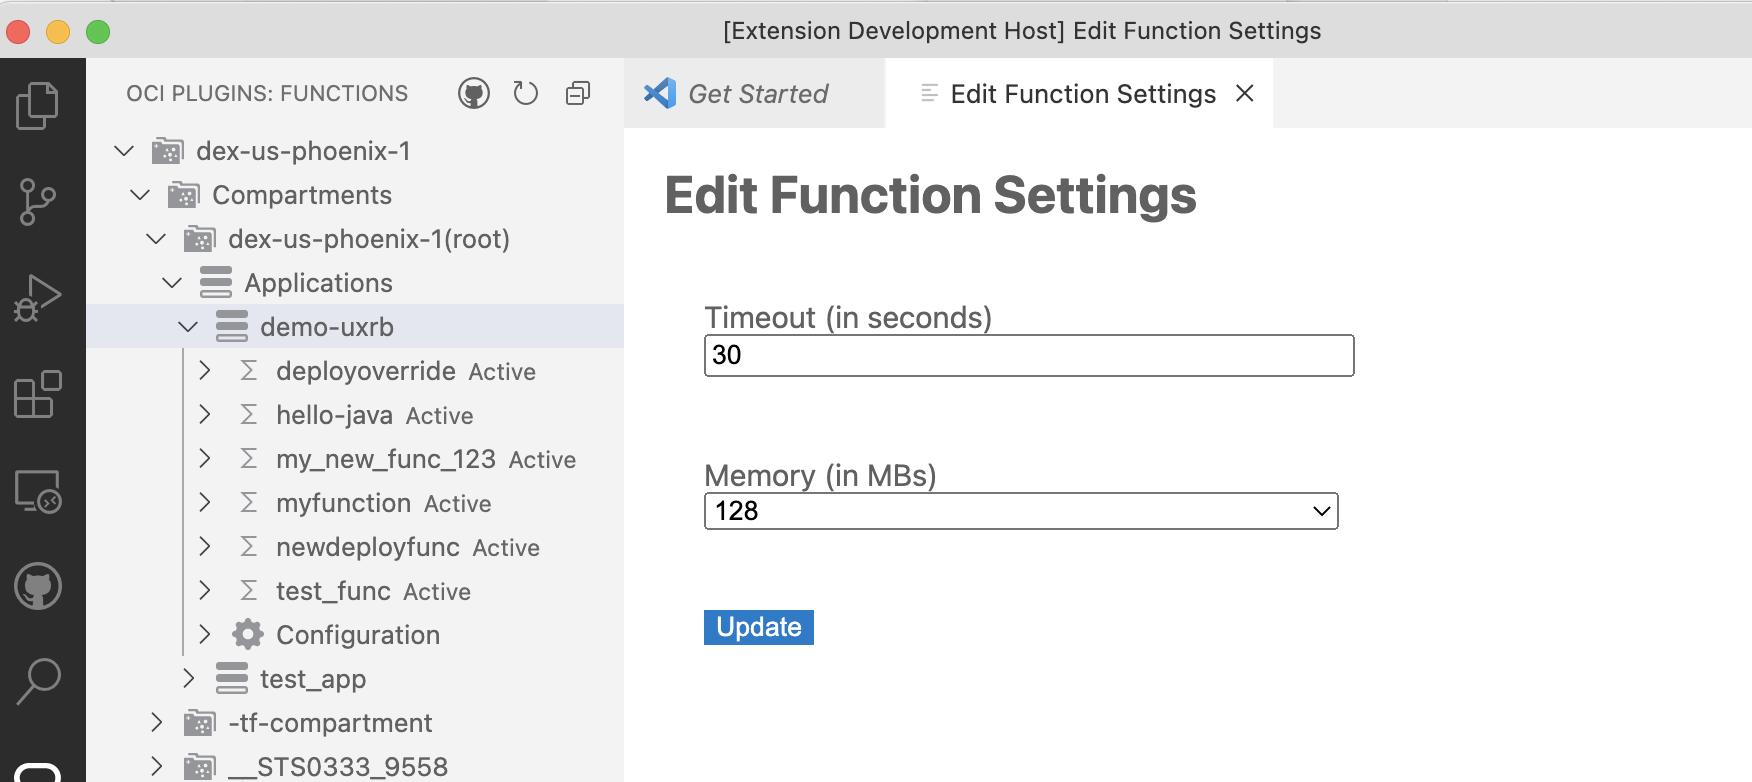 [Extension Development Host] Edit Function Settings
OCI PLUGINS: FUNCTIONS
Get Started
Edit Function Settings
dex-us-phoenix-1
Compartments
dex-us-phoenix-1(root)
Applications
demo-uxrb
deployoverride Active
hello-java Active
my_new_func_123 Active
myfunction Active
newdeployfunc Active
test_func Active
Configuration
test_app
-tf-compartment
__STS0333_9558
Edit Function Settings
Timeout (in seconds)
30
Memory (in MBs)
128
Update